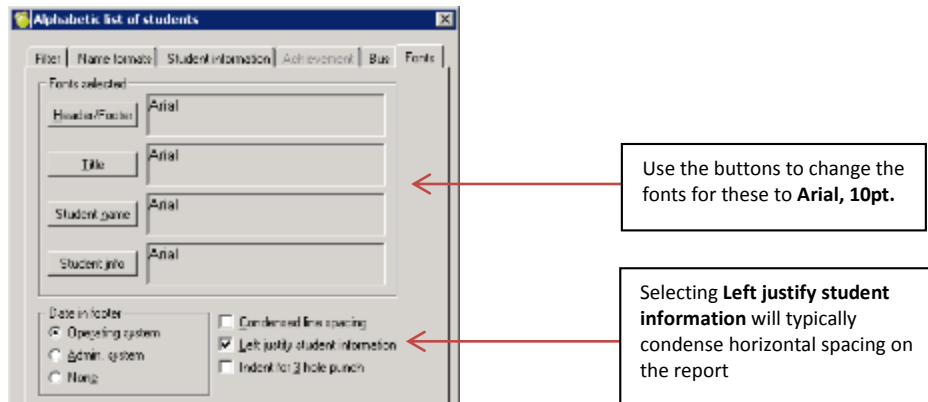 Alphabetic list of students
Filter Name formats Student information Achievement Bus Fonts
Fonts selected
Header/Footer Arial
Title Arial
Student name Arial
Student info Arial
Use the buttons to change the
fonts for these to Arial, 10pt.
Date in footer
Operating system
Admin. system
None
Condensed line spacing
Left justify student information
Indent for 3 hole punch
Selecting Left justify student
information will typically
condense horizontal spacing on
the report